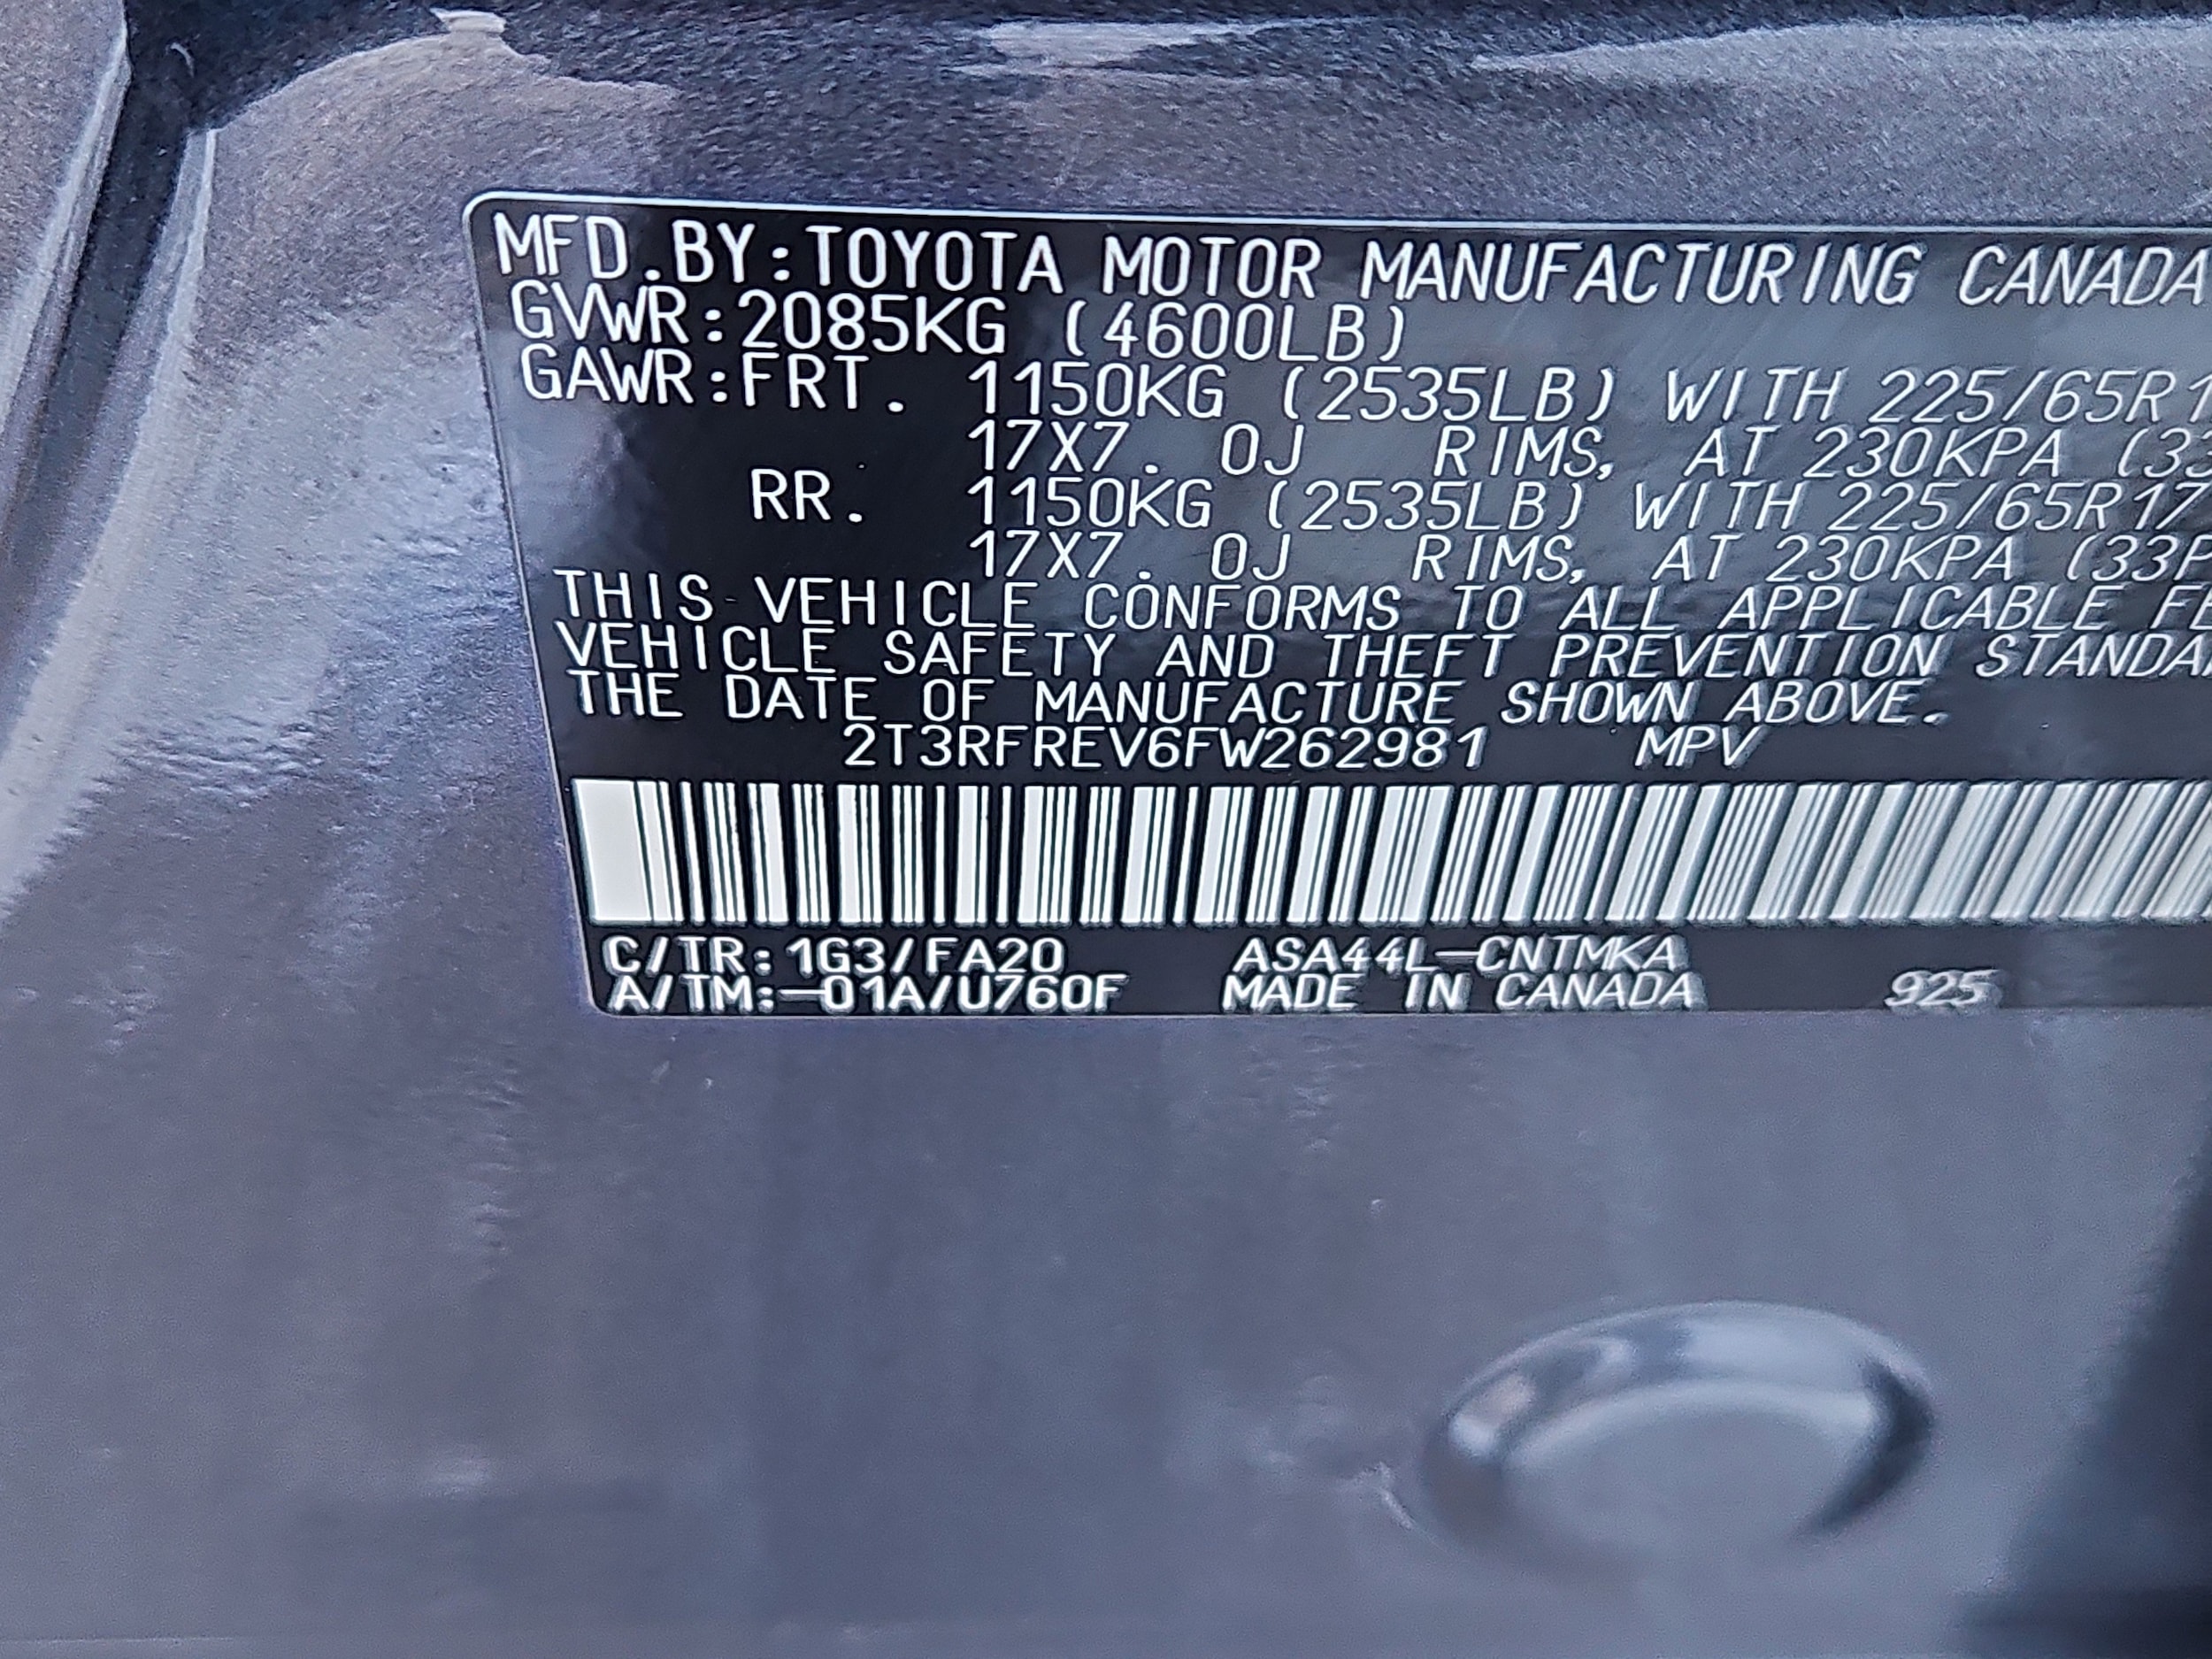 MFD.BY:TOYOTA MOTOR MANUFACTURING CANADA
GVWR:2085KG (4600LB)
GAWR:FRT. 1150KG (2535LB) WITH 225/65R1
17X7. 0J RIMS, AT 230KPA (33
RR. 1150KG (2535LB) WITH 225/65R17
17X7. 0J RIMS, AT 230KPA (33P
THIS VEHICLE CONFORMS TO ALL APPLICABLE FE
VEHICLE SAFETY AND THEFT PREVENTION STANDA
THE DATE OF MANUFACTURE SHOWN ABOVE.
2T3RFREV6FW262981 MPV
C/TR:1G3/FA20 ASA44L-CNTMKA
A/TM:-01A/U760F MADE IN CANADA 925